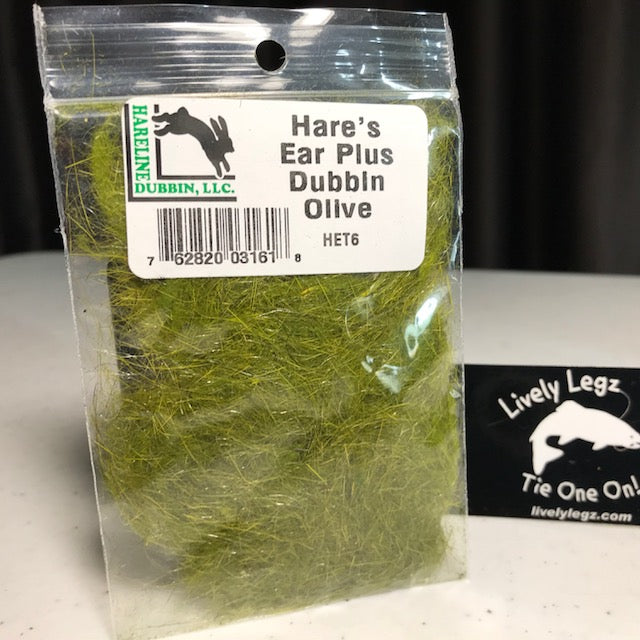 HARELINE
DUBBIN, LLC.
Hare's
Ear Plus
Dubbin
Olive
HET6
7 62820 03161 8
Lively Legz
Tie One On!
livelylegz.com